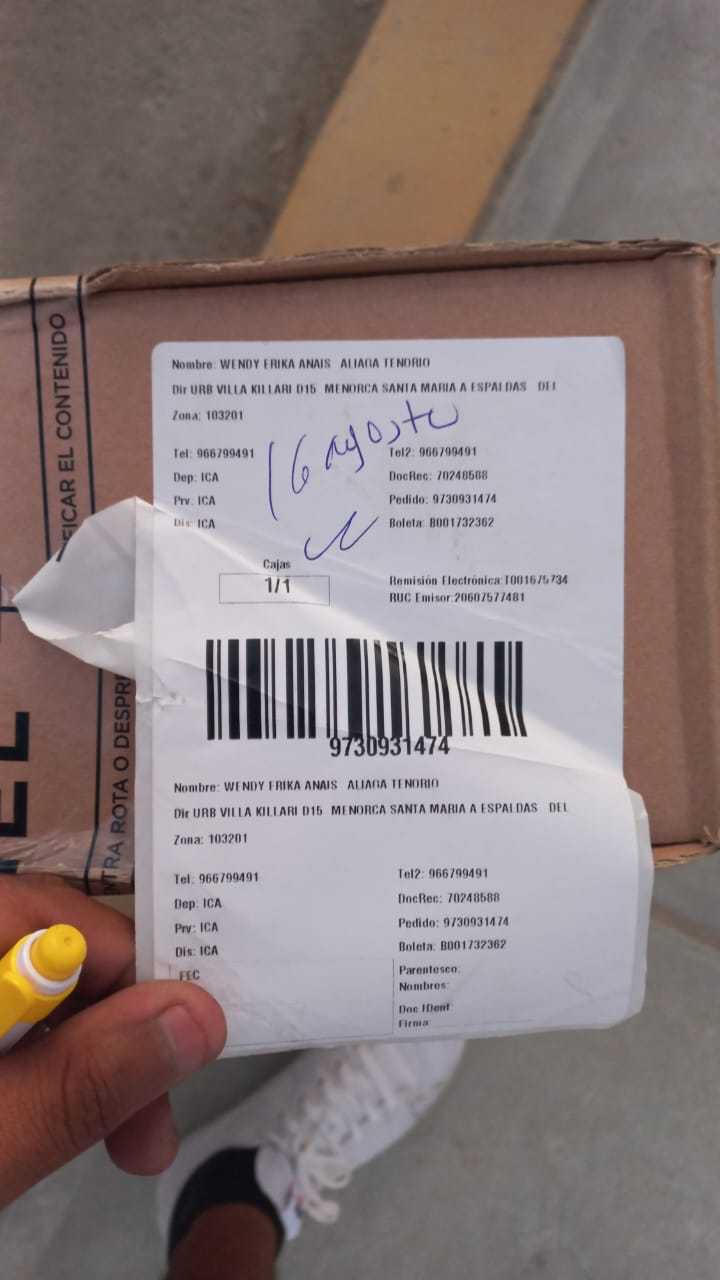 FICAR EL CONTENIDO
NTRA ROTA O DESPR
Nombre: WENDY ERIKA ANAIS ALIAGA TENORIO
Dir URB VILLA KILLARI D15 MENORCA SANTA MARIA A ESPALDAS DEL
Zona: 103201
16 agosto
Tel: 966799491 Tel2: 966799491
Dep: ICA DocRec: 70248588
Prv: ICA Pedido: 9730931474
Dis: ICA Boleta: B001732362
Cajas
1/1
Remisión Electrónica:T001675734
RUC Emisor:20607577481
9730931474
Nombre: WENDY ERIKA ANAIS ALIAGA TENORIO
Dir URB VILLA KILLARI D15 MENORCA SANTA MARIA A ESPALDAS DEL
Zona: 103201
Tel: 966799491 Tel2: 966799491
Dep: ICA DocRec: 70248588
Prv: ICA Pedido: 9730931474
Dis: ICA Boleta: B001732362
FEC Parentesco:
Nombres:
Doc IDent
Firma: